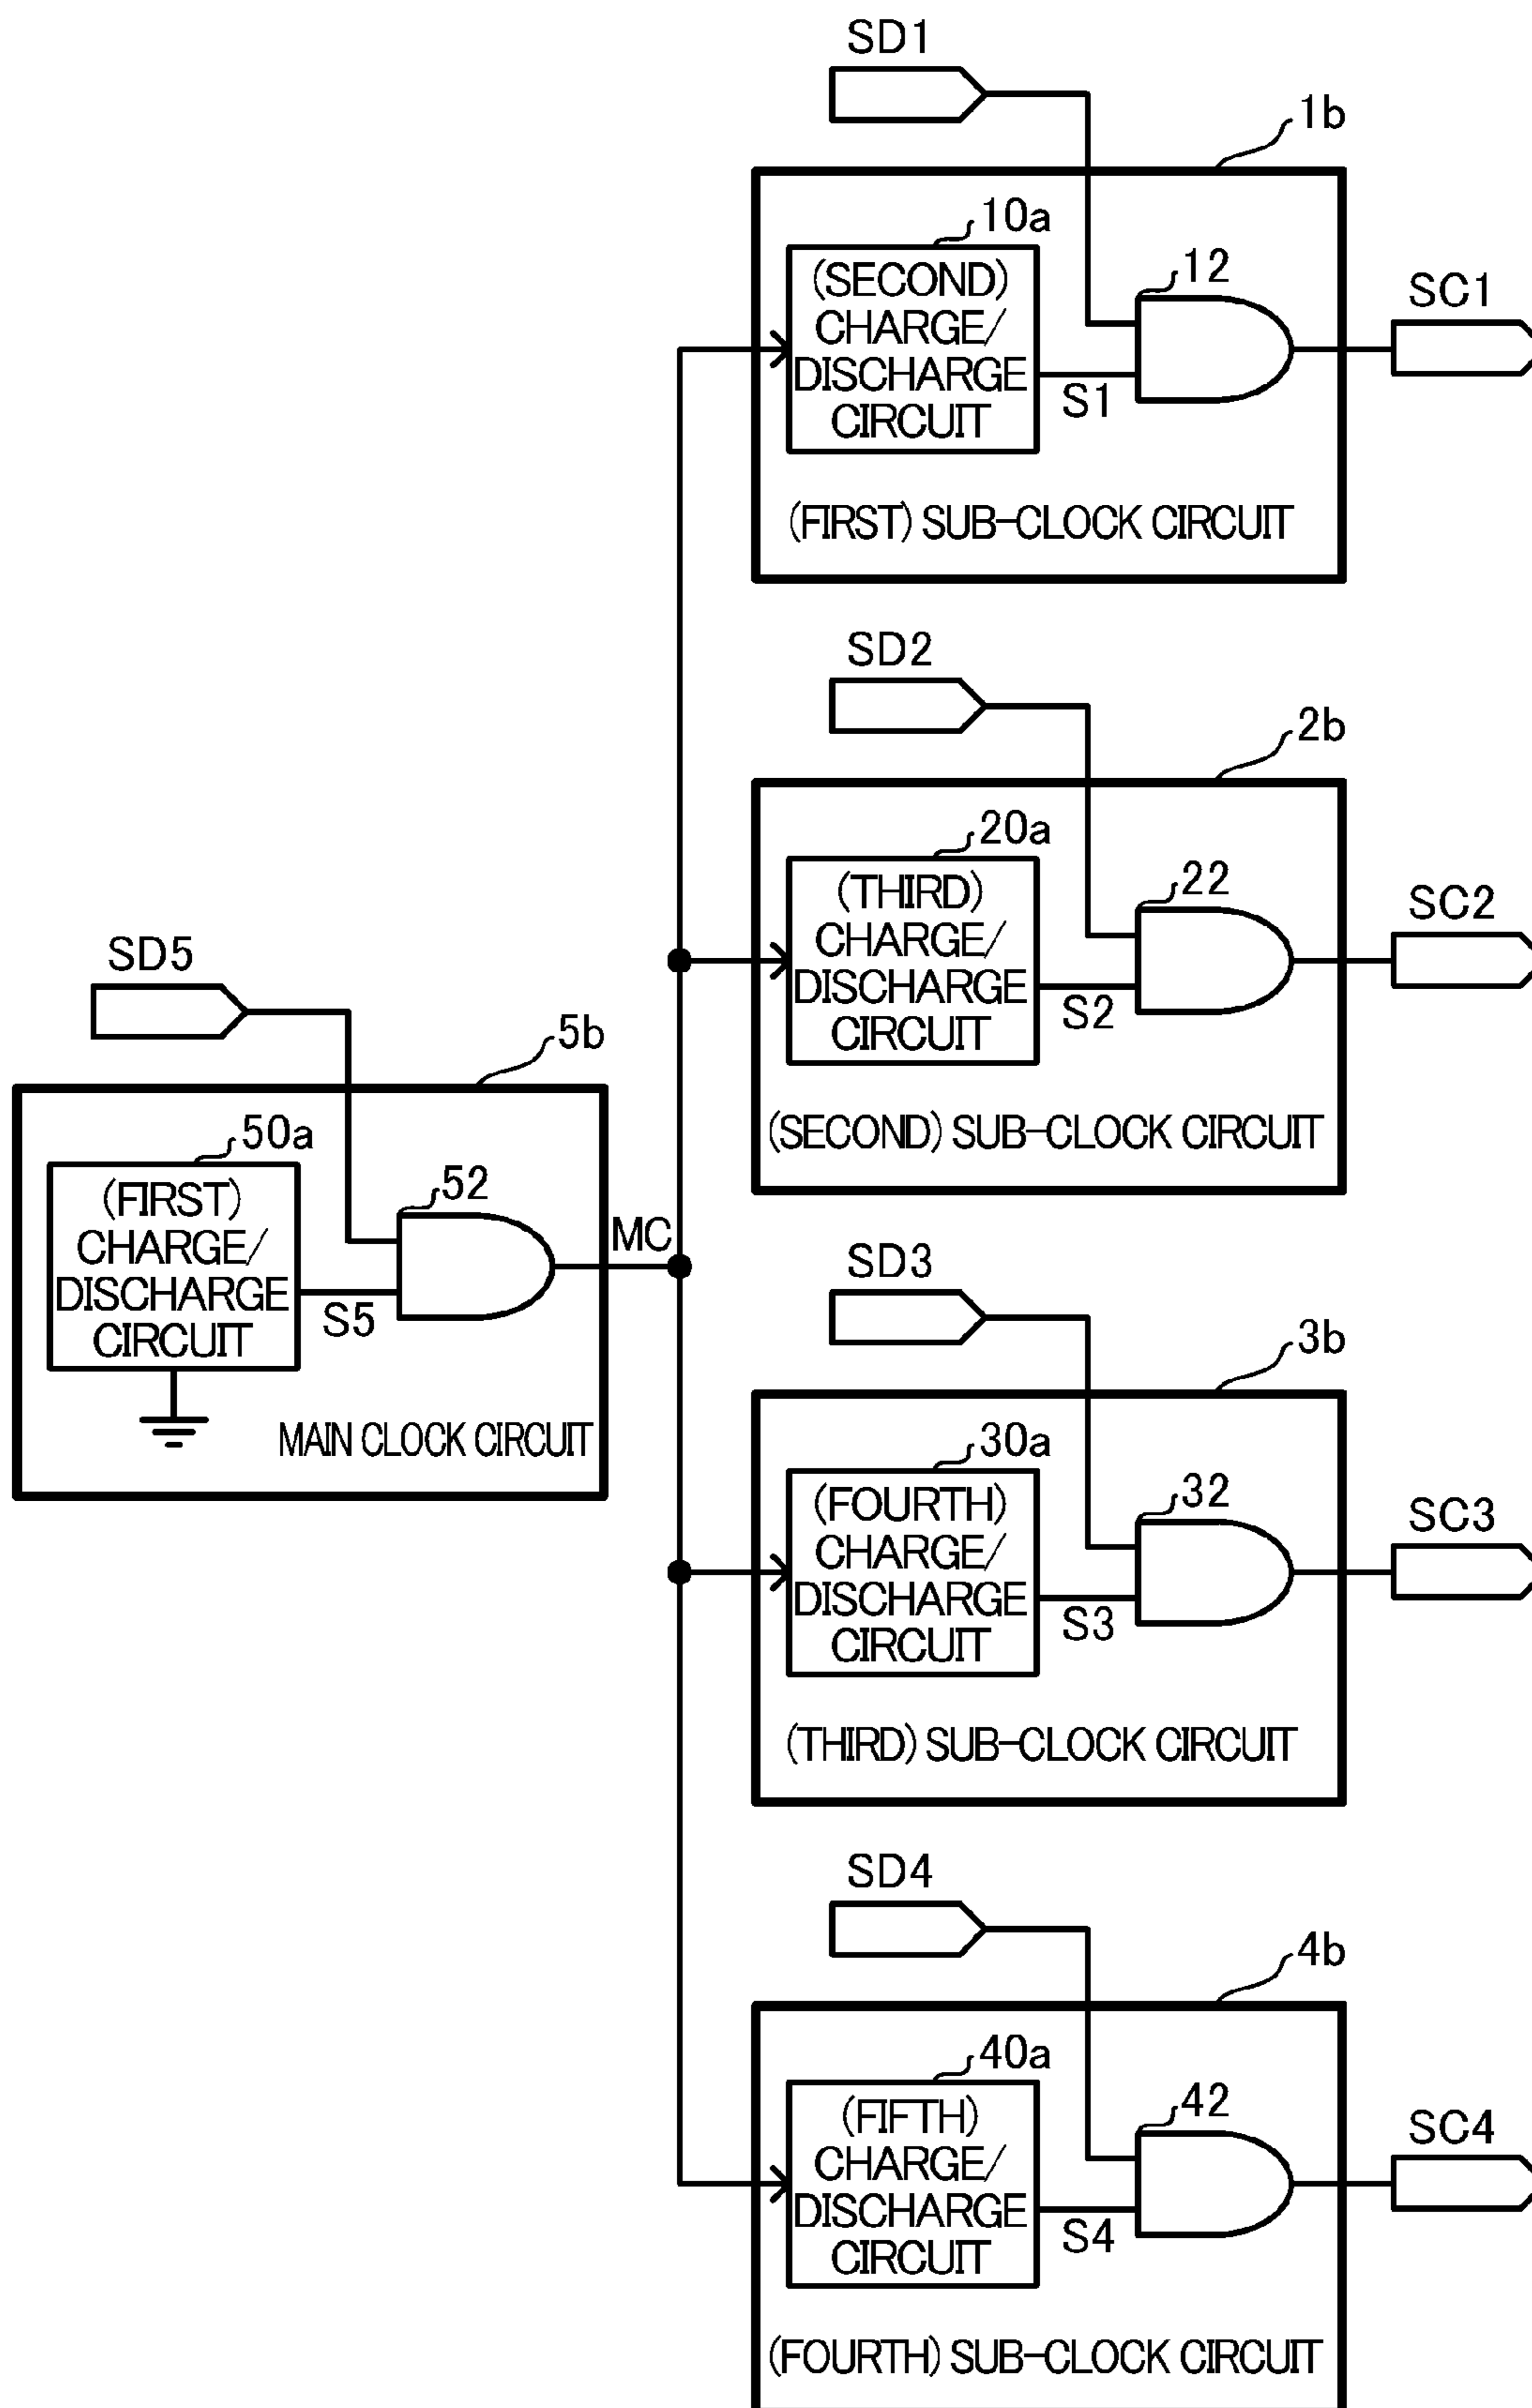 SD1
1b
10a
(SECOND)
CHARGE/
DISCHARGE
CIRCUIT
12
S1
SC1
(FIRST) SUB-CLOCK CIRCUIT
SD2
2b
20a
(THIRD)
CHARGE/
DISCHARGE
CIRCUIT
22
S2
SC2
(SECOND) SUB-CLOCK CIRCUIT
SD5
5b
50a
(FIRST)
CHARGE/
DISCHARGE
CIRCUIT
52
S5
MC
MAIN CLOCK CIRCUIT
SD3
3b
30a
(FOURTH)
CHARGE/
DISCHARGE
CIRCUIT
32
S3
SC3
(THIRD) SUB-CLOCK CIRCUIT
SD4
4b
40a
(FIFTH)
CHARGE/
DISCHARGE
CIRCUIT
42
S4
SC4
(FOURTH) SUB-CLOCK CIRCUIT